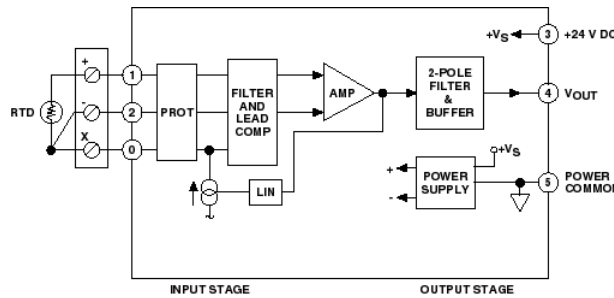 +VS
3
+24 V DC
+
1
-
2
X
0
RTD
PROT
FILTER
AND
LEAD
COMP
AMP
2-POLE
FILTER
&
BUFFER
4
VOUT
LIN
+
-
POWER
SUPPLY
+VS
5
POWER
COMMON
INPUT STAGE
OUTPUT STAGE